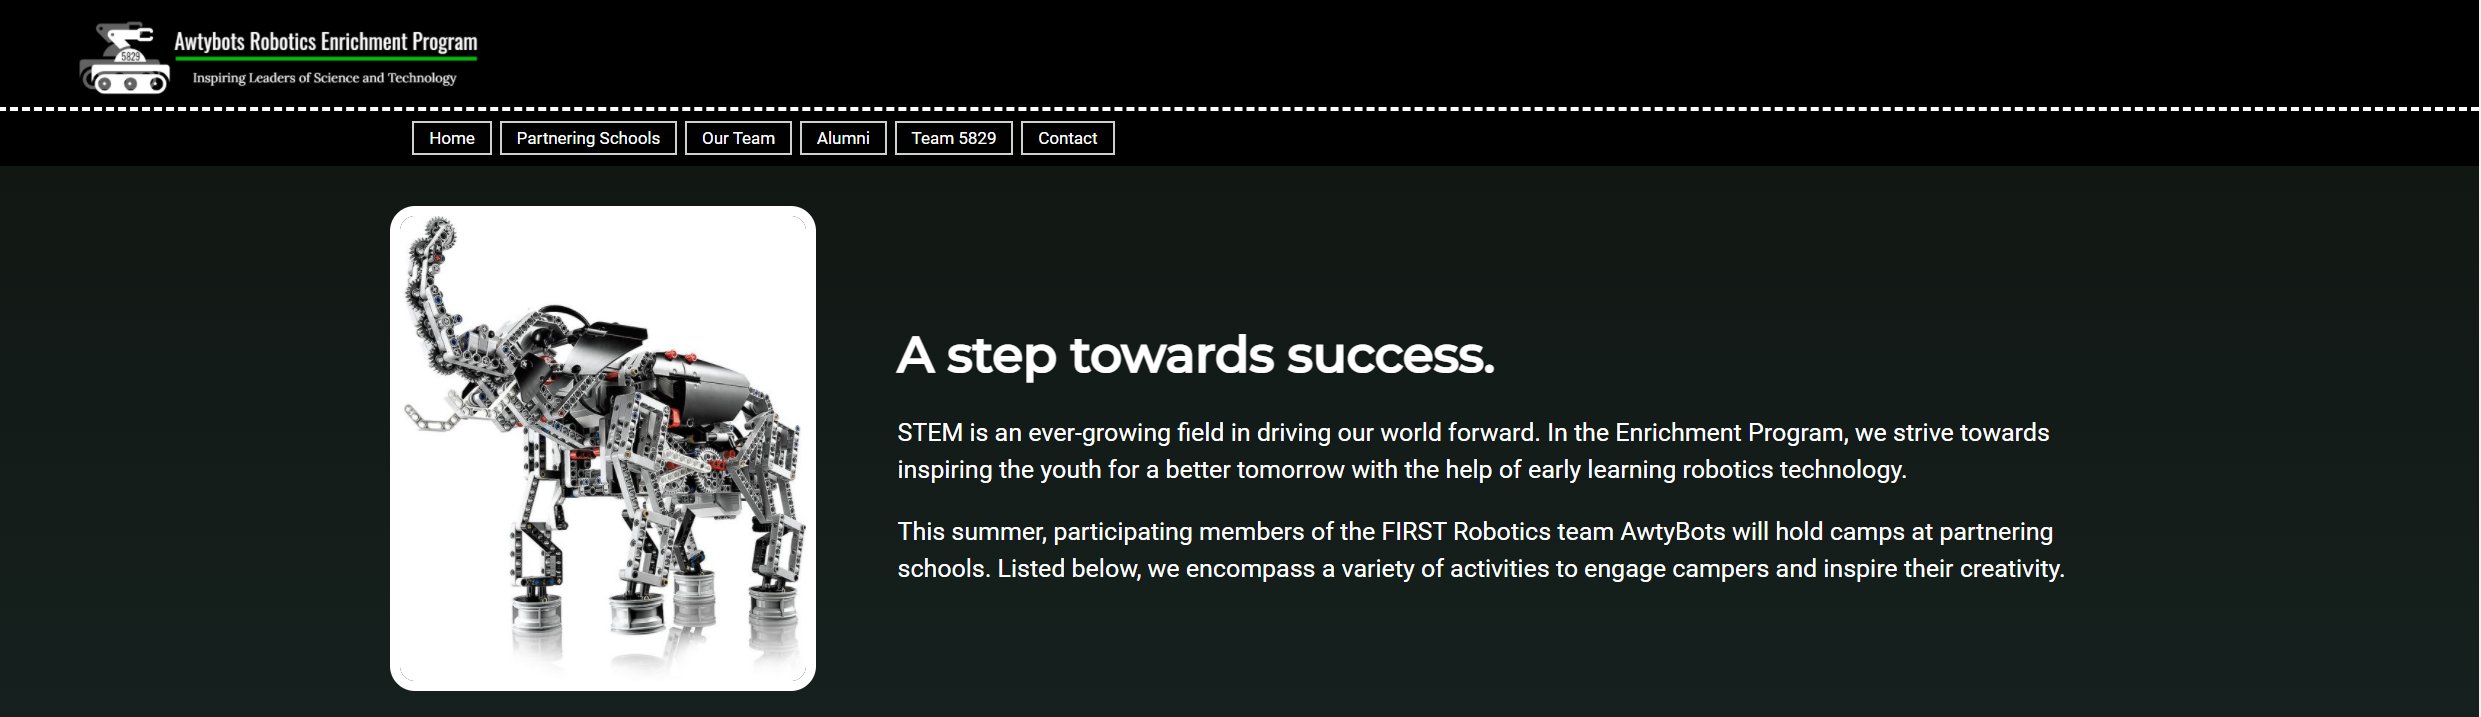 5829
Awtybots Robotics Enrichment Program
Inspiring Leaders of Science and Technology
Home
Partnering Schools
Our Team
Alumni
Team 5829
Contact
A step towards success.
STEM is an ever-growing field in driving our world forward. In the Enrichment Program, we strive towards
inspiring the youth for a better tomorrow with the help of early learning robotics technology.
This summer, participating members of the FIRST Robotics team AwtyBots will hold camps at partnering
schools. Listed below, we encompass a variety of activities to engage campers and inspire their creativity.